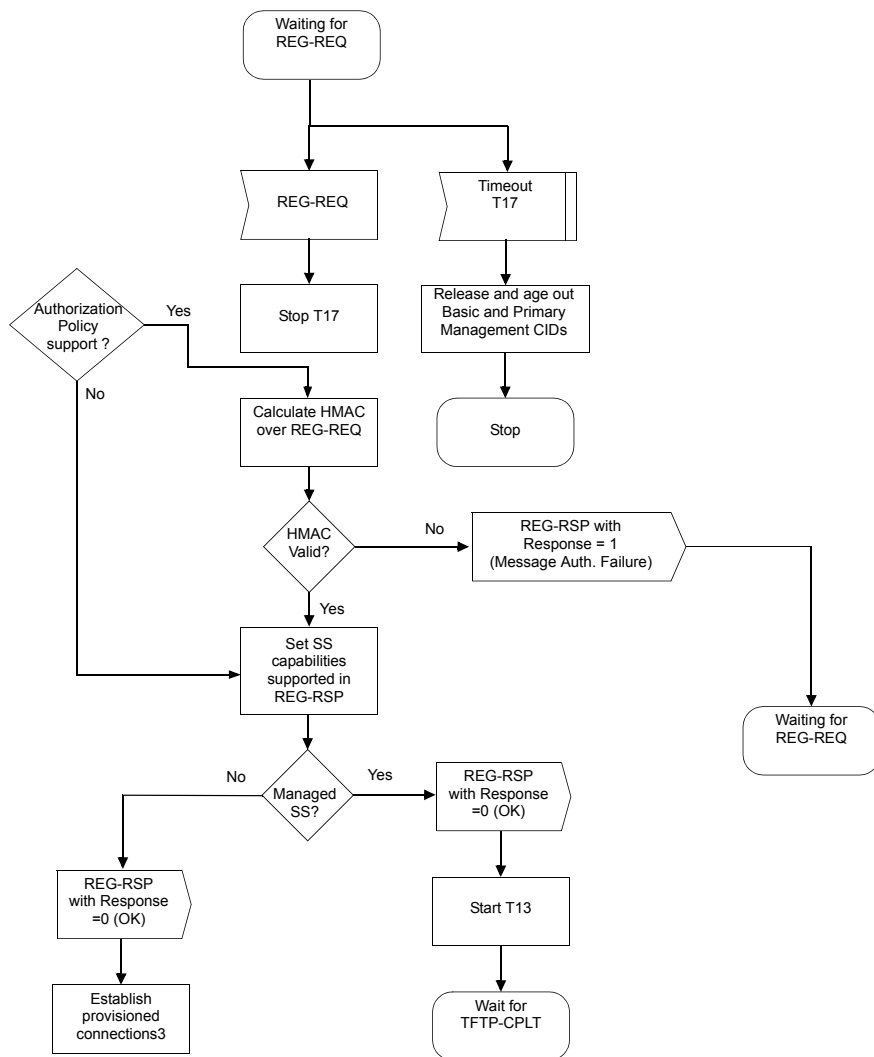 Waiting for
REG-REQ
REG-REQ
Timeout
T17
Stop T17
Release and age out
Basic and Primary
Management CIDs
Authorization
Policy
support ?
Yes
No
Calculate HMAC
over REG-REQ
Stop
HMAC
Valid?
No
REG-RSP with
Response = 1
(Message Auth. Failure)
Yes
Set SS
capabilities
supported in
REG-RSP
Waiting for
REG-REQ
No
Managed
SS?
Yes
REG-RSP
with Response
=0 (OK)
REG-RSP
with Response
=0 (OK)
Start T13
Establish
provisioned
connections3
Wait for
TFTP-CPLT